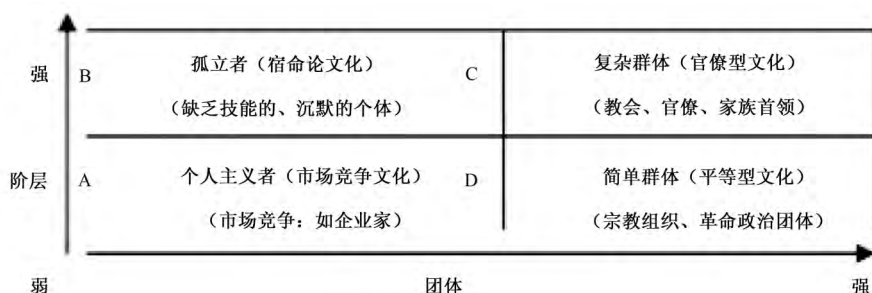 强
B
孤立者（宿命论文化）
（缺乏技能的、沉默的个体）
C
复杂群体（官僚型文化）
（教会、官僚、家族首领）
阶层
A
个人主义者（市场竞争文化）
（市场竞争：如企业家）
D
简单群体（平等型文化）
（宗教组织、革命政治团体）
弱
团体
强